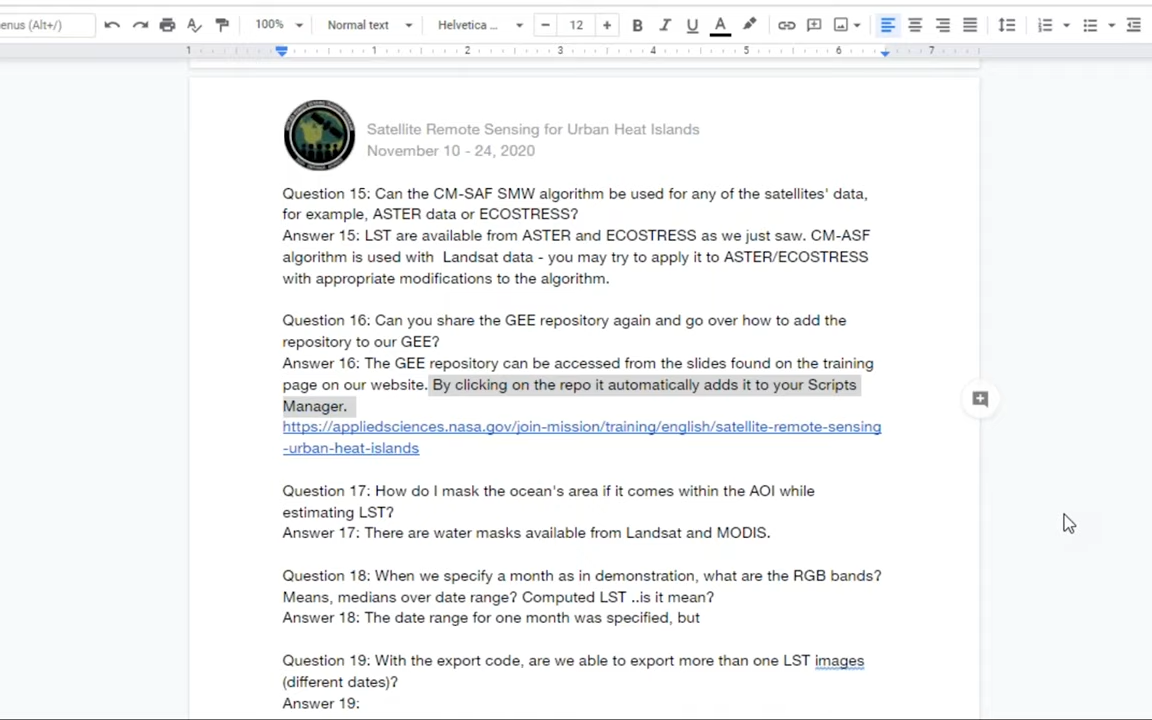 enus (Alt+/)
100%
Normal text
Helvetica ...
12
B I U A
1 1 2 3 4 5 6 7
Satellite Remote Sensing for Urban Heat Islands
November 10 - 24, 2020
Question 15: Can the CM-SAF SMW algorithm be used for any of the satellites' data,
for example, ASTER data or ECOSTRESS?
Answer 15: LST are available from ASTER and ECOSTRESS as we just saw. CM-ASF
algorithm is used with  Landsat data - you may try to apply it to ASTER/ECOSTRESS
with appropriate modifications to the algorithm.
Question 16: Can you share the GEE repository again and go over how to add the
repository to our GEE?
Answer 16: The GEE repository can be accessed from the slides found on the training
page on our website. By clicking on the repo it automatically adds it to your Scripts
Manager.
https://appliedsciences.nasa.gov/join-mission/training/english/satellite-remote-sensing
-urban-heat-islands
Question 17: How do I mask the ocean's area if it comes within the AOI while
estimating LST?
Answer 17: There are water masks available from Landsat and MODIS.
Question 18: When we specify a month as in demonstration, what are the RGB bands?
Means, medians over date range? Computed LST ..is it mean?
Answer 18: The date range for one month was specified, but
Question 19: With the export code, are we able to export more than one LST images
(different dates)?
Answer 19: